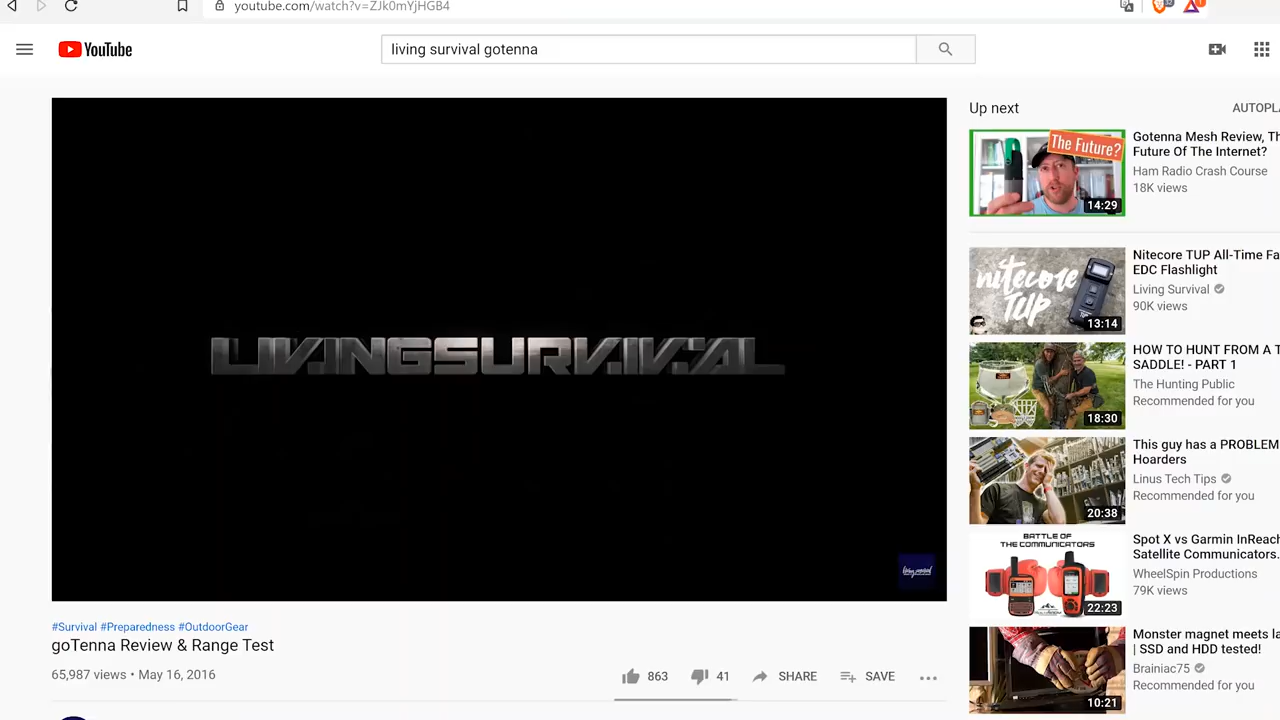 youtube.com/watch?v=ZJk0mYjHGB4
YouTube
living survival gotenna
LIVINGSURVIVAL
living survival
#Survival #Preparedness #OutdoorGear
goTenna Review & Range Test
65,987 views • May 16, 2016
863
41
SHARE
SAVE
Up next
AUTOPLA
The Future?
14:29
Gotenna Mesh Review, Th
Future Of The Internet?
Ham Radio Crash Course
18K views
nitecore
TUP
13:14
Nitecore TUP All-Time Fa
EDC Flashlight
Living Survival
90K views
18:30
HOW TO HUNT FROM A T
SADDLE! - PART 1
The Hunting Public
Recommended for you
20:38
This guy has a PROBLEM
Hoarders
Linus Tech Tips
Recommended for you
BATTLE OF
THE COMMUNICATORS
22:23
Spot X vs Garmin InReach
Satellite Communicators.
WheelSpin Productions
79K views
10:21
Monster magnet meets la
| SSD and HDD tested!
Brainiac75
Recommended for you